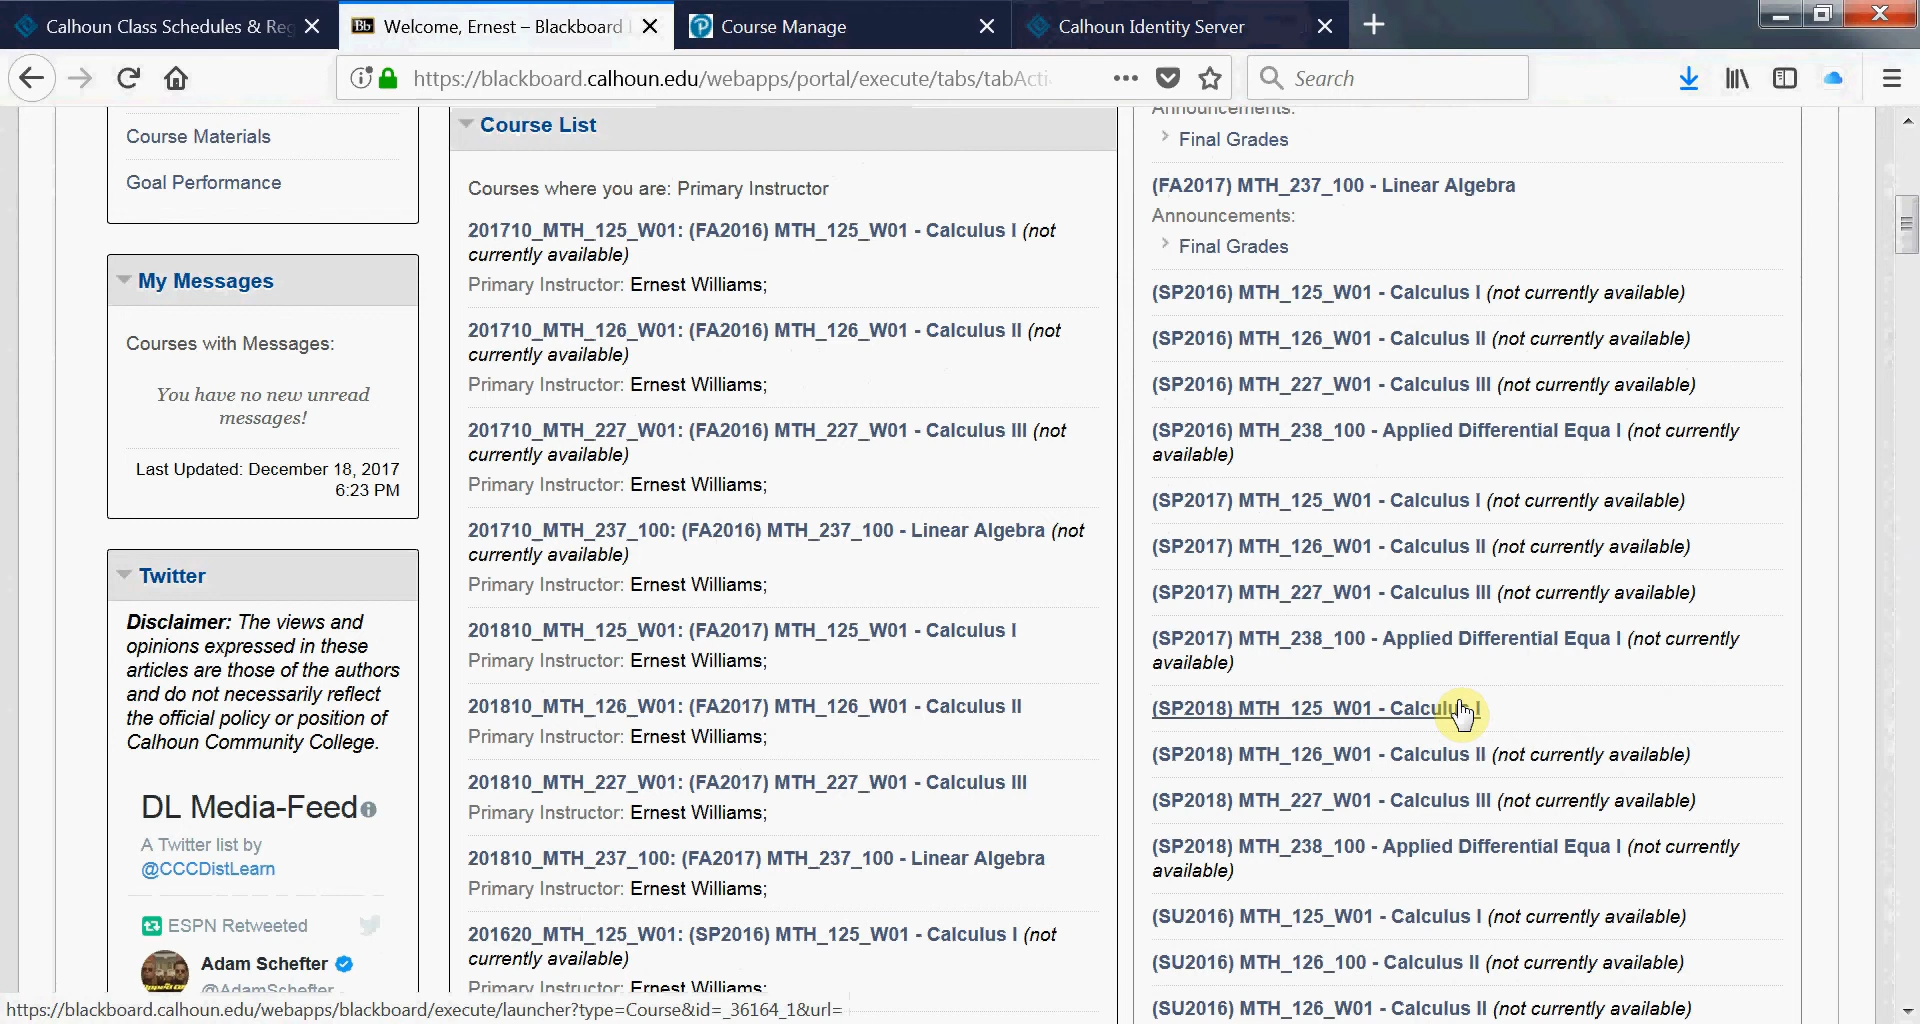 Calhoun Class Schedules & Reg
Welcome, Ernest – Blackboard
Course Manage
Calhoun Identity Server
https://blackboard.calhoun.edu/webapps/portal/execute/tabs/tabActi
Search
Course Materials
Goal Performance
My Messages
Courses with Messages:
You have no new unread
messages!
Last Updated: December 18, 2017
6:23 PM
Twitter
Disclaimer: The views and
opinions expressed in these
articles are those of the authors
and do not necessarily reflect
the official policy or position of
Calhoun Community College.
DL Media-Feed
A Twitter list by
@CCCDistLearn
ESPN Retweeted
Adam Schefter
@AdamSchefter
Course List
Courses where you are: Primary Instructor
201710_MTH_125_W01: (FA2016) MTH_125_W01 - Calculus I (not
currently available)
Primary Instructor: Ernest Williams;
201710_MTH_126_W01: (FA2016) MTH_126_W01 - Calculus II (not
currently available)
Primary Instructor: Ernest Williams;
201710_MTH_227_W01: (FA2016) MTH_227_W01 - Calculus III (not
currently available)
Primary Instructor: Ernest Williams;
201710_MTH_237_100: (FA2016) MTH_237_100 - Linear Algebra (not
currently available)
Primary Instructor: Ernest Williams;
201810_MTH_125_W01: (FA2017) MTH_125_W01 - Calculus I
Primary Instructor: Ernest Williams;
201810_MTH_126_W01: (FA2017) MTH_126_W01 - Calculus II
Primary Instructor: Ernest Williams;
201810_MTH_227_W01: (FA2017) MTH_227_W01 - Calculus III
Primary Instructor: Ernest Williams;
201810_MTH_237_100: (FA2017) MTH_237_100 - Linear Algebra
Primary Instructor: Ernest Williams;
201620_MTH_125_W01: (SP2016) MTH_125_W01 - Calculus I (not
currently available)
Primary Instructor: Ernest Williams;
Announcements:
Final Grades
(FA2017) MTH_237_100 - Linear Algebra
Announcements:
Final Grades
(SP2016) MTH_125_W01 - Calculus I (not currently available)
(SP2016) MTH_126_W01 - Calculus II (not currently available)
(SP2016) MTH_227_W01 - Calculus III (not currently available)
(SP2016) MTH_238_100 - Applied Differential Equa I (not currently
available)
(SP2017) MTH_125_W01 - Calculus I (not currently available)
(SP2017) MTH_126_W01 - Calculus II (not currently available)
(SP2017) MTH_227_W01 - Calculus III (not currently available)
(SP2017) MTH_238_100 - Applied Differential Equa I (not currently
available)
(SP2018) MTH_125_W01 - Calculus I
(SP2018) MTH_126_W01 - Calculus II (not currently available)
(SP2018) MTH_227_W01 - Calculus III (not currently available)
(SP2018) MTH_238_100 - Applied Differential Equa I (not currently
available)
(SU2016) MTH_125_W01 - Calculus I (not currently available)
(SU2016) MTH_126_100 - Calculus II (not currently available)
(SU2016) MTH_126_W01 - Calculus II (not currently available)
https://blackboard.calhoun.edu/webapps/blackboard/execute/launcher?type=Course&id=_36164_1&url=